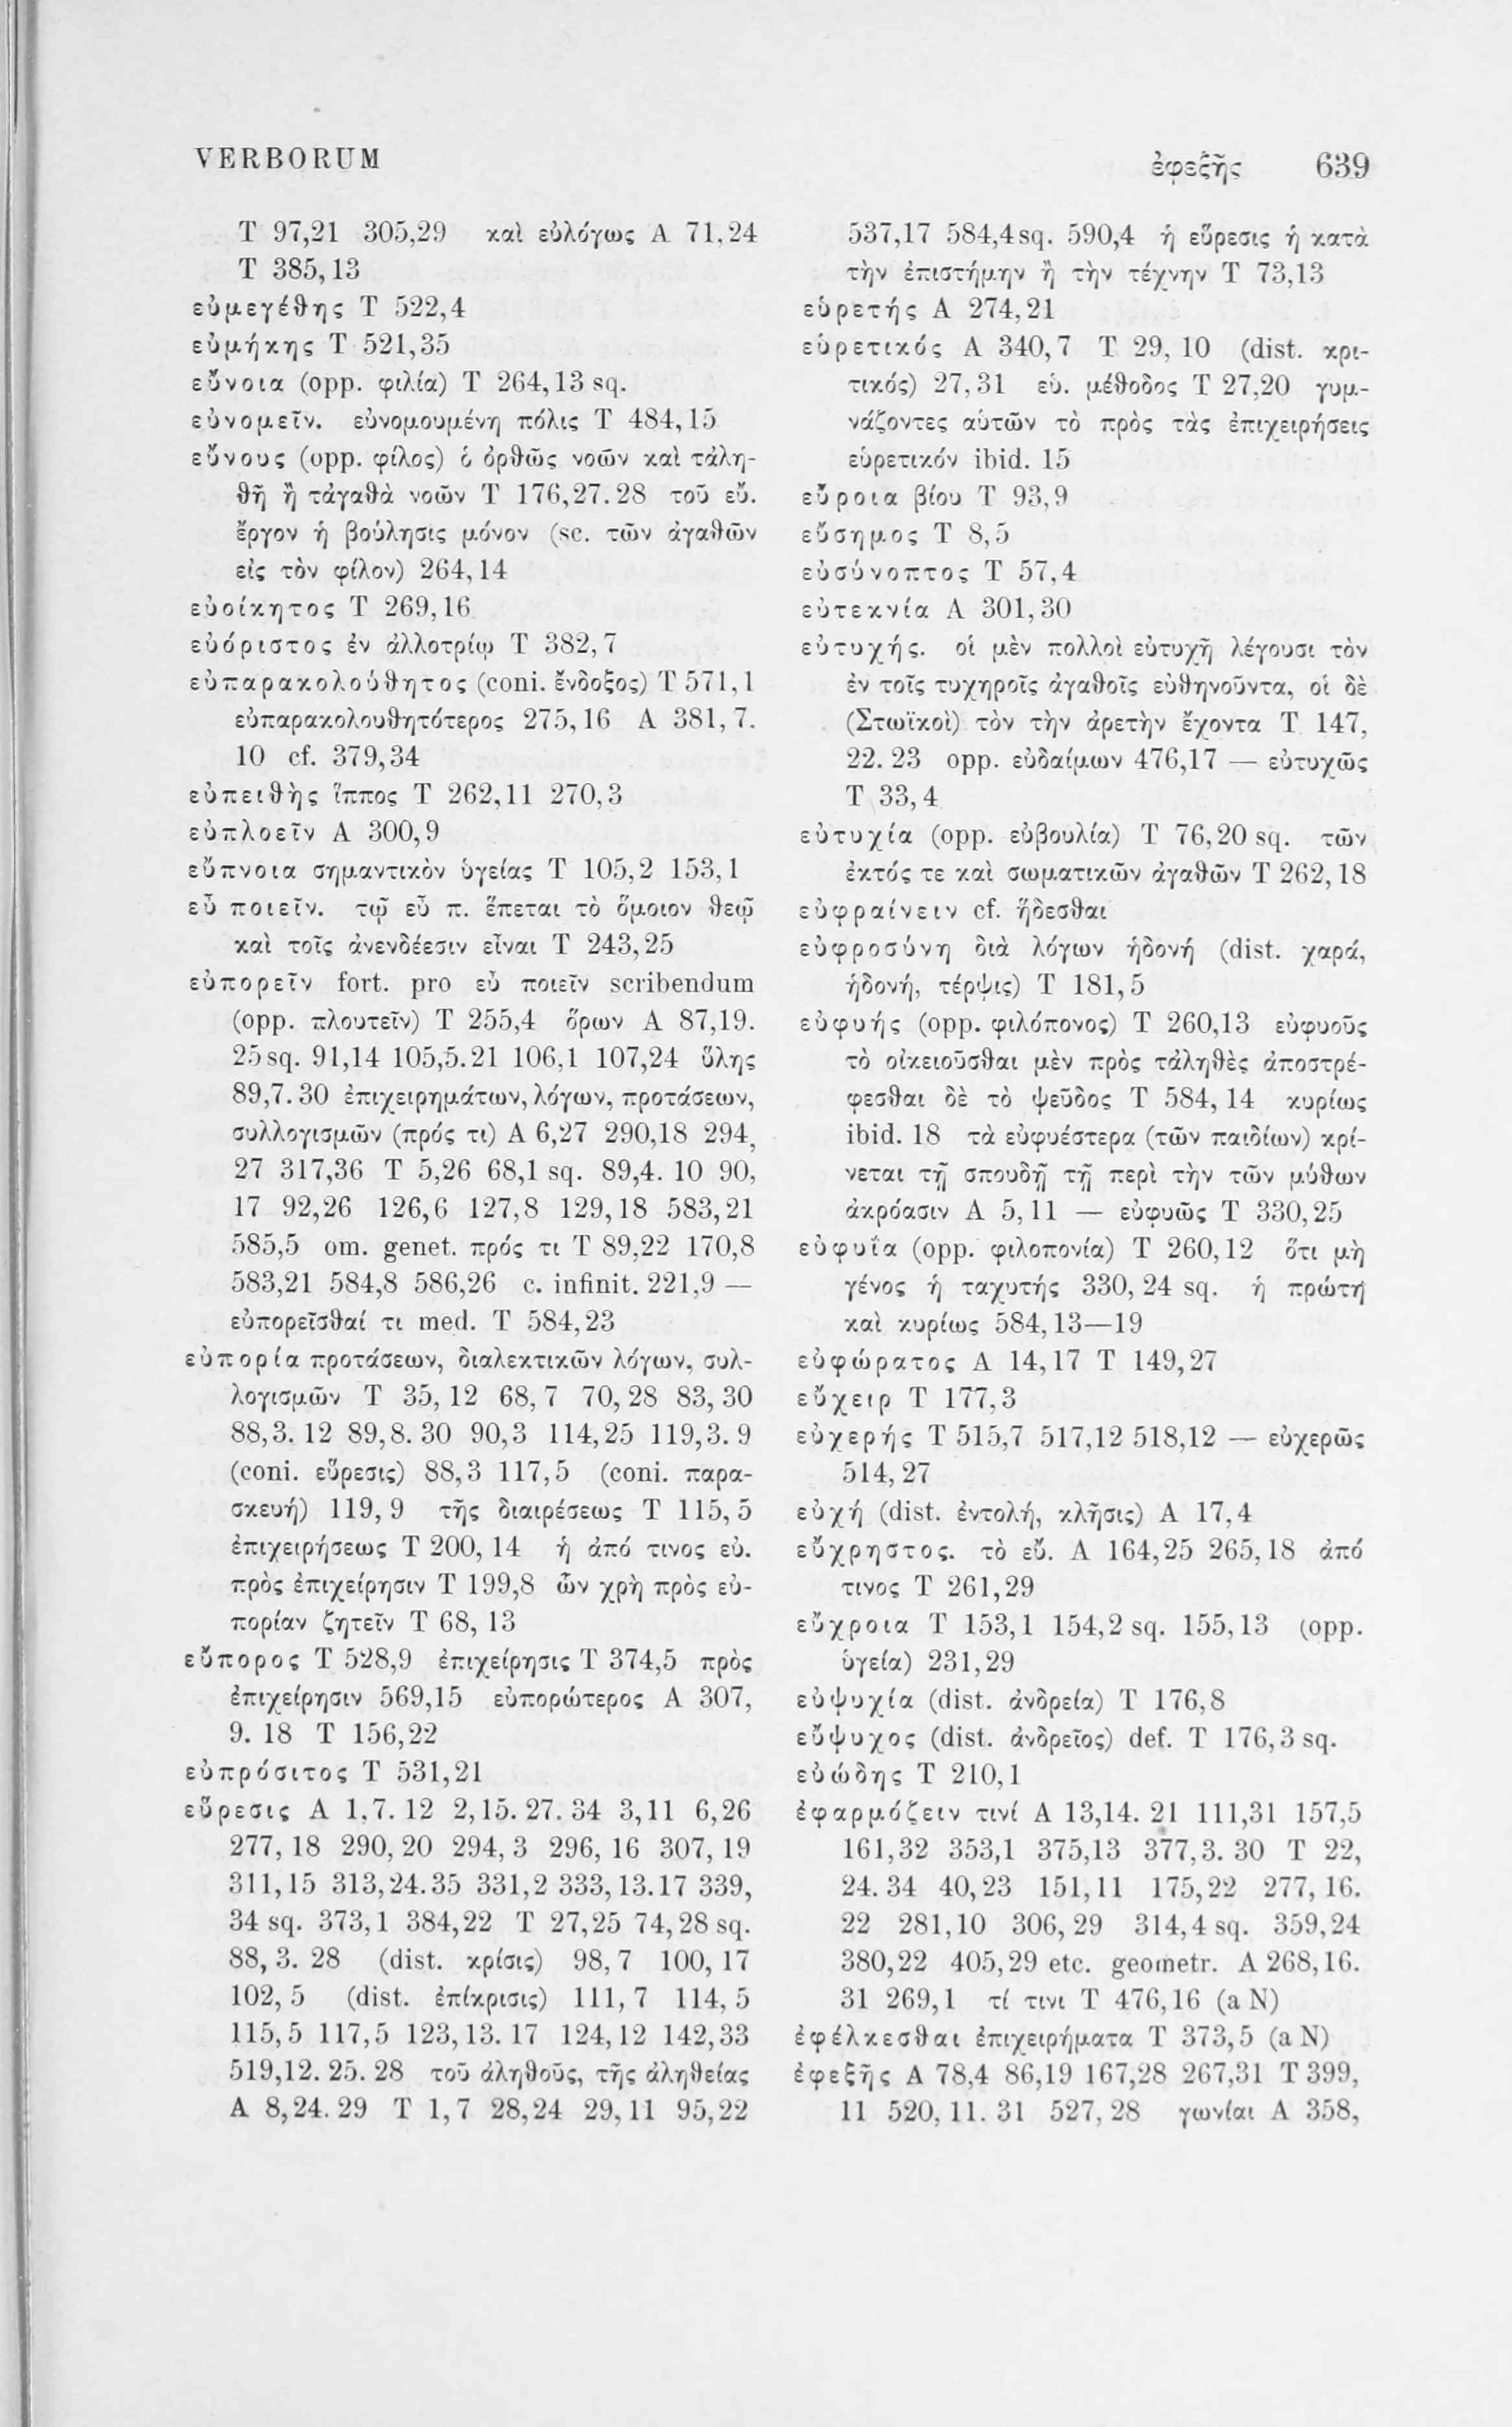 VERBORUM
ἐφεξῆς 639
T 97,21 305,29 καὶ εὐλόγως A 71,24
T 385,13
εὐμεγέθης T 522,4
εὐμήκης T 521,35
εὔνοια (opp. φιλία) T 264,13 sq.
εὐνομεῖν. εὐνομουμένη πόλις T 484,15
εὔνους (opp. φίλος) ὁ ὀρθῶς νοῶν καὶ τἀλη-
θῆ ἢ τἀγαθὰ νοῶν T 176,27.28 τοῦ εὔ.
ἔργον ἡ βούλησις μόνον (sc. τῶν ἀγαθῶν
εἰς τὸν φίλον) 264,14
εὐοίκητος T 269,16
εὐόριστος ἐν ἀλλοτρίῳ T 382,7
εὐπαρακολούθητος (coni. ἔνδοξος) T 571,1
εὐπαρακολουθητότερος 275,16 A 381,7.
10 cf. 379,34
εὐπειθὴς ἵππος T 262,11 270,3
εὐπλοεῖν A 300,9
εὔπνοια σημαντικὸν ὑγείας T 105,2 153,1
εὖ ποιεῖν. τῷ εὖ π. ἕπεται τὸ ὅμοιον θεῷ
καὶ τοῖς ἀνενδέεσιν εἶναι T 243,25
εὐπορεῖν fort. pro εὖ ποιεῖν scribendum
(opp. πλουτεῖν) T 255,4 ὅρων A 87,19.
25sq. 91,14 105,5.21 106,1 107,24 ὕλης
89,7.30 ἐπιχειρημάτων, λόγων, προτάσεων,
συλλογισμῶν (πρός τι) A 6,27 290,18 294,
27 317,36 T 5,26 68,1 sq. 89,4. 10 90,
17 92,26 126,6 127,8 129,18 583,21
585,5 om. genet. πρός τι T 89,22 170,8
583,21 584,8 586,26 c. infinit. 221,9 —
εὐπορεῖσθαί τι med. T 584,23
εὐπορία προτάσεων, διαλεκτικῶν λόγων, συλ-
λογισμῶν T 35,12 68,7 70,28 83,30
88,3.12 89,8.30 90,3 114,25 119,3.9
(coni. εὕρεσις) 88,3 117,5 (coni. παρα-
σκευή) 119,9 τῆς διαιρέσεως T 115,5
ἐπιχειρήσεως T 200,14 ἡ ἀπό τινος εὐ.
πρὸς ἐπιχείρησιν T 199,8 ὧν χρὴ πρὸς εὐ-
πορίαν ζητεῖν T 68,13
εὔπορος T 528,9 ἐπιχείρησις T 374,5 πρὸς
ἐπιχείρησιν 569,15 εὐπορώτερος A 307,
9. 18 T 156,22
εὐπρόσιτος T 531,21
εὕρεσις A 1,7.12 2,15.27.34 3,11 6,26
277,18 290,20 294,3 296,16 307,19
311,15 313,24.35 331,2 333,13.17 339,
34 sq. 373,1 384,22 T 27,25 74,28 sq.
88,3.28 (dist. κρίσις) 98,7 100,17
102,5 (dist. ἐπίκρισις) 111,7 114,5
115,5 117,5 123,13.17 124,12 142,33
519,12.25.28 τοῦ ἀληθοῦς, τῆς ἀληθείας
A 8,24.29 T 1,7 28,24 29,11 95,22
537,17 584,4sq. 590,4 ἡ εὕρεσις ἡ κατὰ
τὴν ἐπιστήμην ἢ τὴν τέχνην T 73,13
εὑρετής A 274,21
εὑρετικός A 340,7 T 29,10 (dist. κρι-
τικός) 27,31 εὑ. μέθοδος T 27,20 γυμ-
νάζοντες αὑτῶν τὸ πρὸς τὰς ἐπιχειρήσεις
εὑρετικόν ibid. 15
εὔροια βίου T 93,9
εὔσημος T 8,5
εὐσύνοπτος T 57,4
εὐτεκνία A 301,30
εὐτυχής. οἱ μὲν πολλοὶ εὐτυχῆ λέγουσι τὸν
ἐν τοῖς τυχηροῖς ἀγαθοῖς εὐθηνοῦντα, οἱ δὲ
(Στωϊκοὶ) τὸν τὴν ἀρετὴν ἔχοντα T 147,
22. 23 opp. εὐδαίμων 476,17 — εὐτυχῶς
T 33,4
εὐτυχία (opp. εὐβουλία) T 76,20 sq. τῶν
ἐκτός τε καὶ σωματικῶν ἀγαθῶν T 262,18
εὐφραίνειν cf. ἥδεσθαι
εὐφροσύνη διὰ λόγων ἡδονή (dist. χαρά,
ἡδονή, τέρψις) T 181,5
εὐφυής (opp. φιλόπονος) T 260,13 εὐφυοῦς
τὸ οἰκειοῦσθαι μὲν πρὸς τἀληθὲς ἀποστρέ-
φεσθαι δὲ τὸ ψεῦδος T 584,14 κυρίως
ibid. 18 τὰ εὐφυέστερα (τῶν παιδίων) κρί-
νεται τῇ σπουδῇ τῇ περὶ τὴν τῶν μύθων
ἀκρόασιν A 5,11 — εὐφυῶς T 330,25
εὐφυΐα (opp. φιλοπονία) T 260,12 ὅτι μὴ
γένος ἡ ταχυτής 330,24 sq. ἡ πρώτη
καὶ κυρίως 584,13—19
εὐφώρατος A 14,17 T 149,27
εὔχειρ T 177,3
εὐχερής T 515,7 517,12 518,12 — εὐχερῶς
514,27
εὐχή (dist. ἐντολή, κλῆσις) A 17,4
εὔχρηστος. τὸ εὔ. A 164,25 265,18 ἀπό
τινος T 261,29
εὔχροια T 153,1 154,2 sq. 155,13 (opp.
ὑγεία) 231,29
εὐψυχία (dist. ἀνδρεία) T 176,8
εὔψυχος (dist. ἀνδρεῖος) def. T 176,3 sq.
εὐώδης T 210,1
ἐφαρμόζειν τινί A 13,14. 21 111,31 157,5
161,32 353,1 375,13 377,3. 30 T 22,
24. 34 40,23 151,11 175,22 277,16.
22 281,10 306,29 314,4 sq. 359,24
380,22 405,29 etc. geometr. A 268,16.
31 269,1 τί τινι T 476,16 (a N)
ἐφέλκεσθαι ἐπιχειρήματα T 373,5 (a N)
ἐφεξῆς A 78,4 86,19 167,28 267,31 T 399,
11 520,11. 31 527,28 γωνίαι A 358,